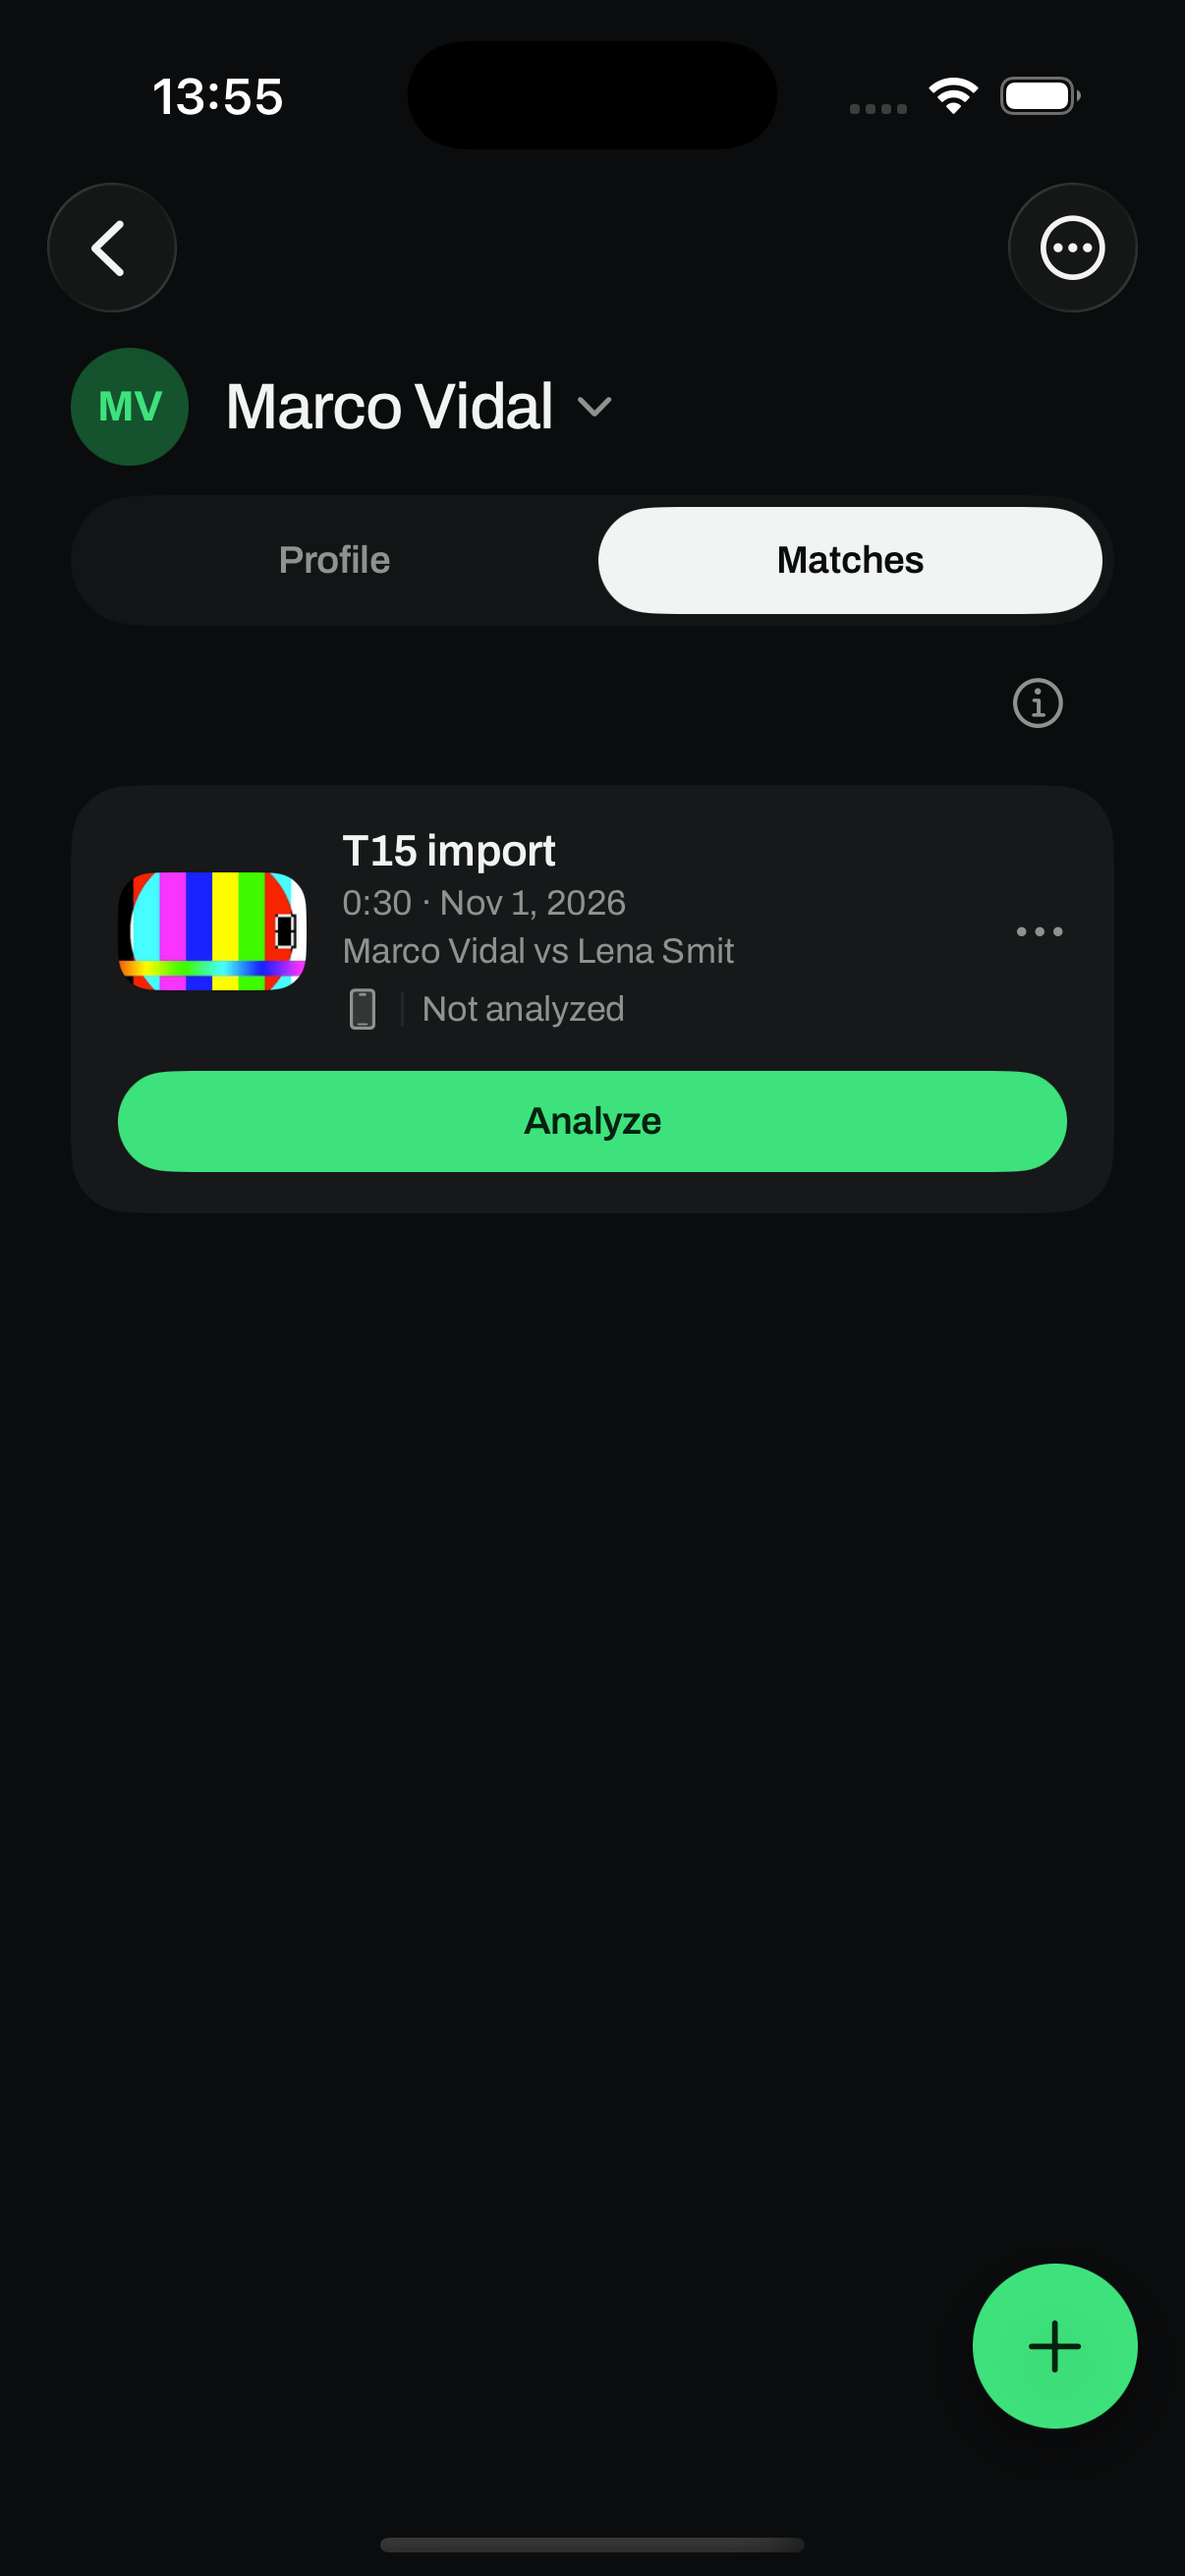 13:55
MV
Marco Vidal
Profile
Matches
T15 import
0:30 · Nov 1, 2026
Marco Vidal vs Lena Smit
Not analyzed
Analyze